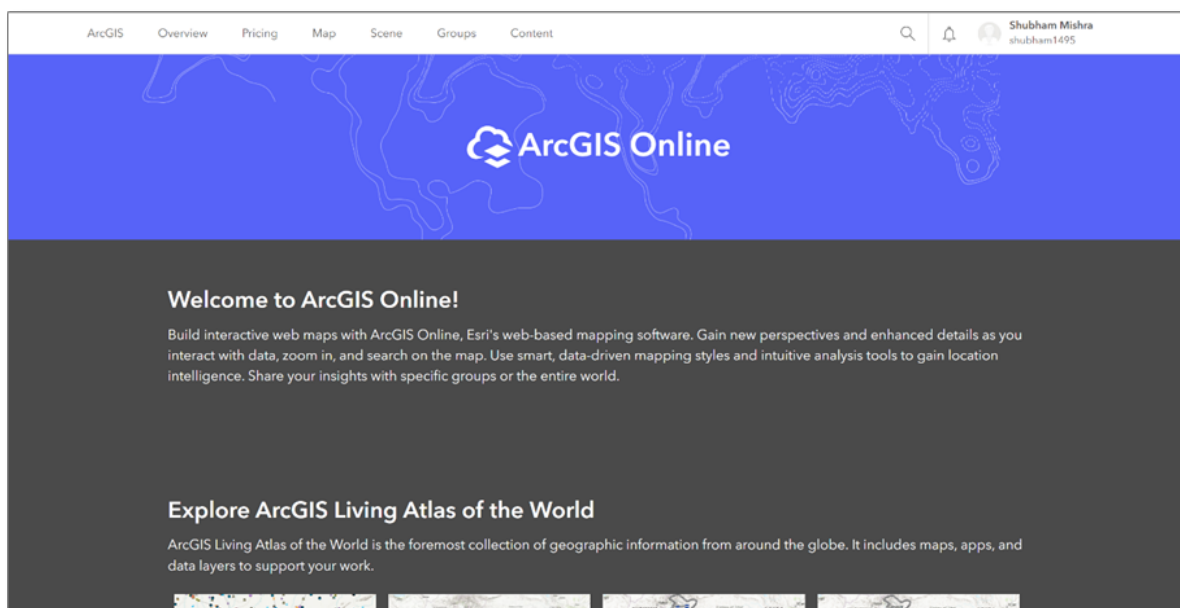 ArcGIS Overview Pricing Map Scene Groups Content Shubham Mishra
shubham1495
ArcGIS Online
Welcome to ArcGIS Online!
Build interactive web maps with ArcGIS Online, Esri's web-based mapping software. Gain new perspectives and enhanced details as you
interact with data, zoom in, and search on the map. Use smart, data-driven mapping styles and intuitive analysis tools to gain location
intelligence. Share your insights with specific groups or the entire world.
Explore ArcGIS Living Atlas of the World
ArcGIS Living Atlas of the World is the foremost collection of geographic information from around the globe. It includes maps, apps, and
data layers to support your work.